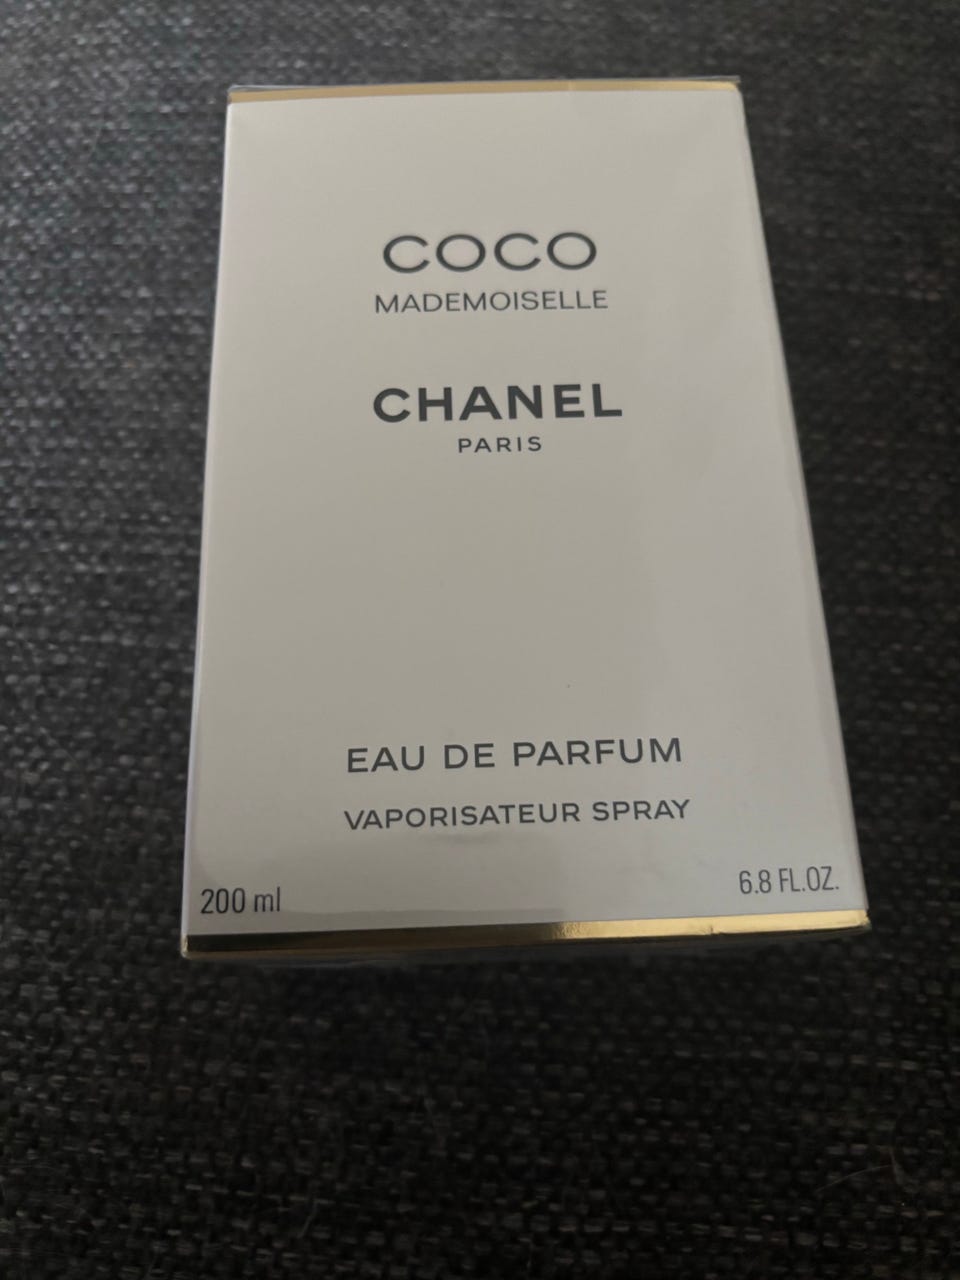 COCO
MADEMOISELLE
CHANEL
PARIS
EAU DE PARFUM
VAPORISATEUR SPRAY
200 ml 6.8 FL.OZ.